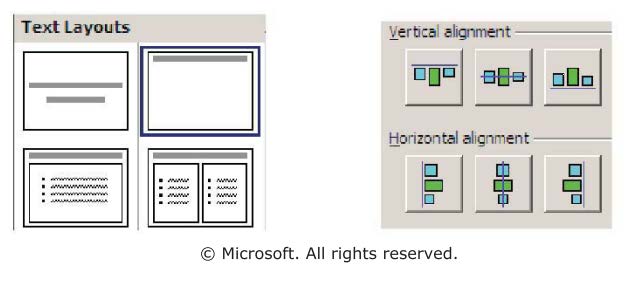 Text Layouts
Vertical alignment
Horizontal alignment
© Microsoft. All rights reserved.